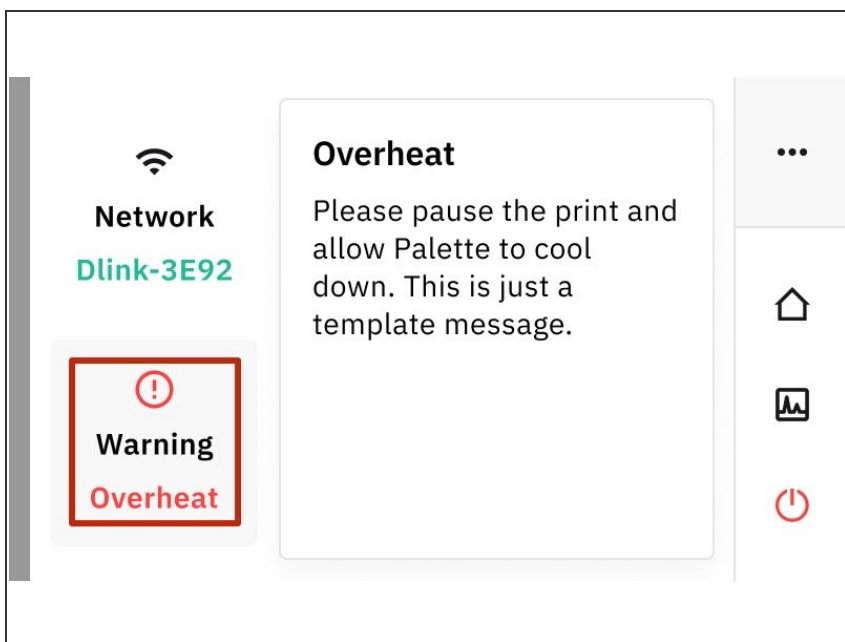 Network
Dlink-3E92
Warning
Overheat
Overheat
Please pause the print and
allow Palette to cool
down. This is just a
template message.